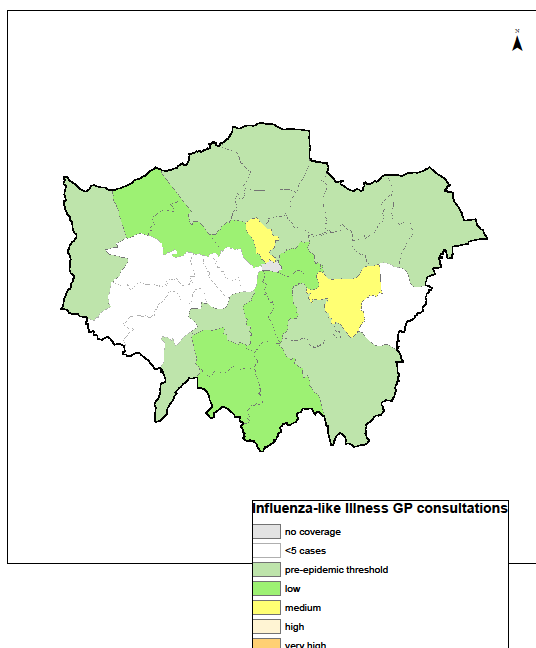 N
Influenza-like Illness GP consultations
no coverage
<5 cases
pre-epidemic threshold
low
medium
high
very high